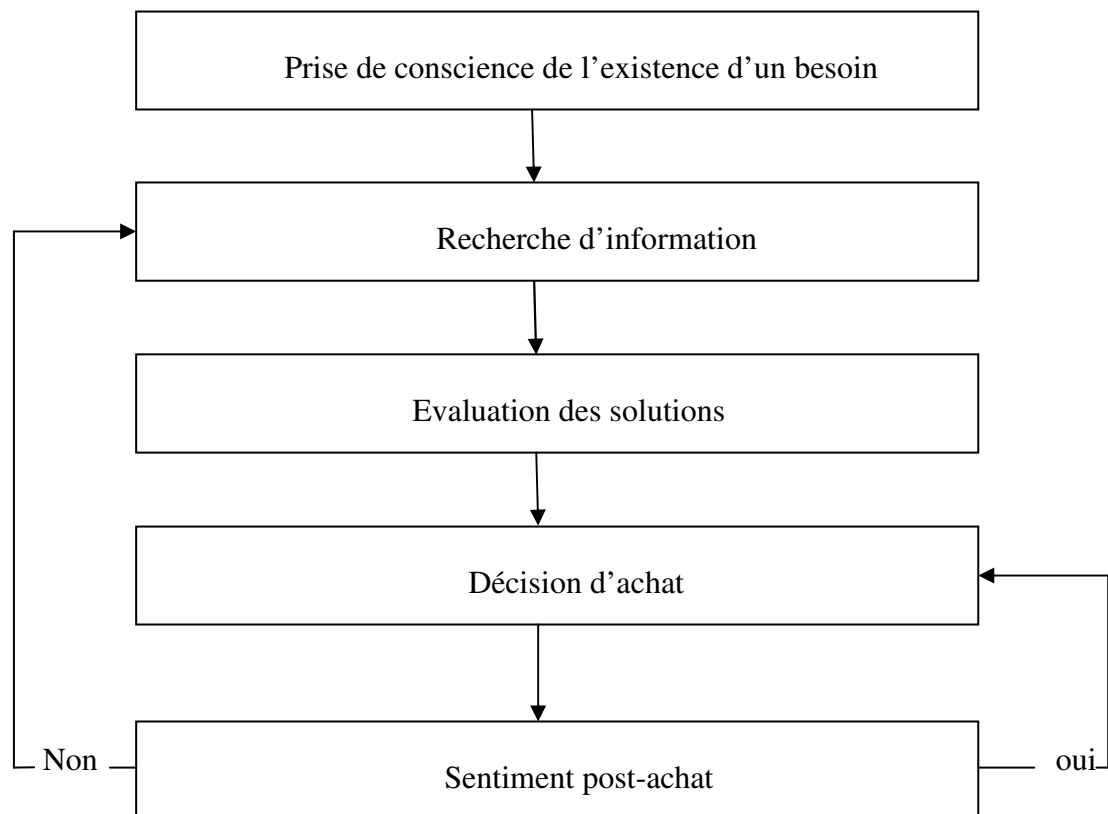 Prise de conscience de l’existence d’un besoin
Recherche d’information
Evaluation des solutions
Décision d’achat
Non
oui
Sentiment post-achat